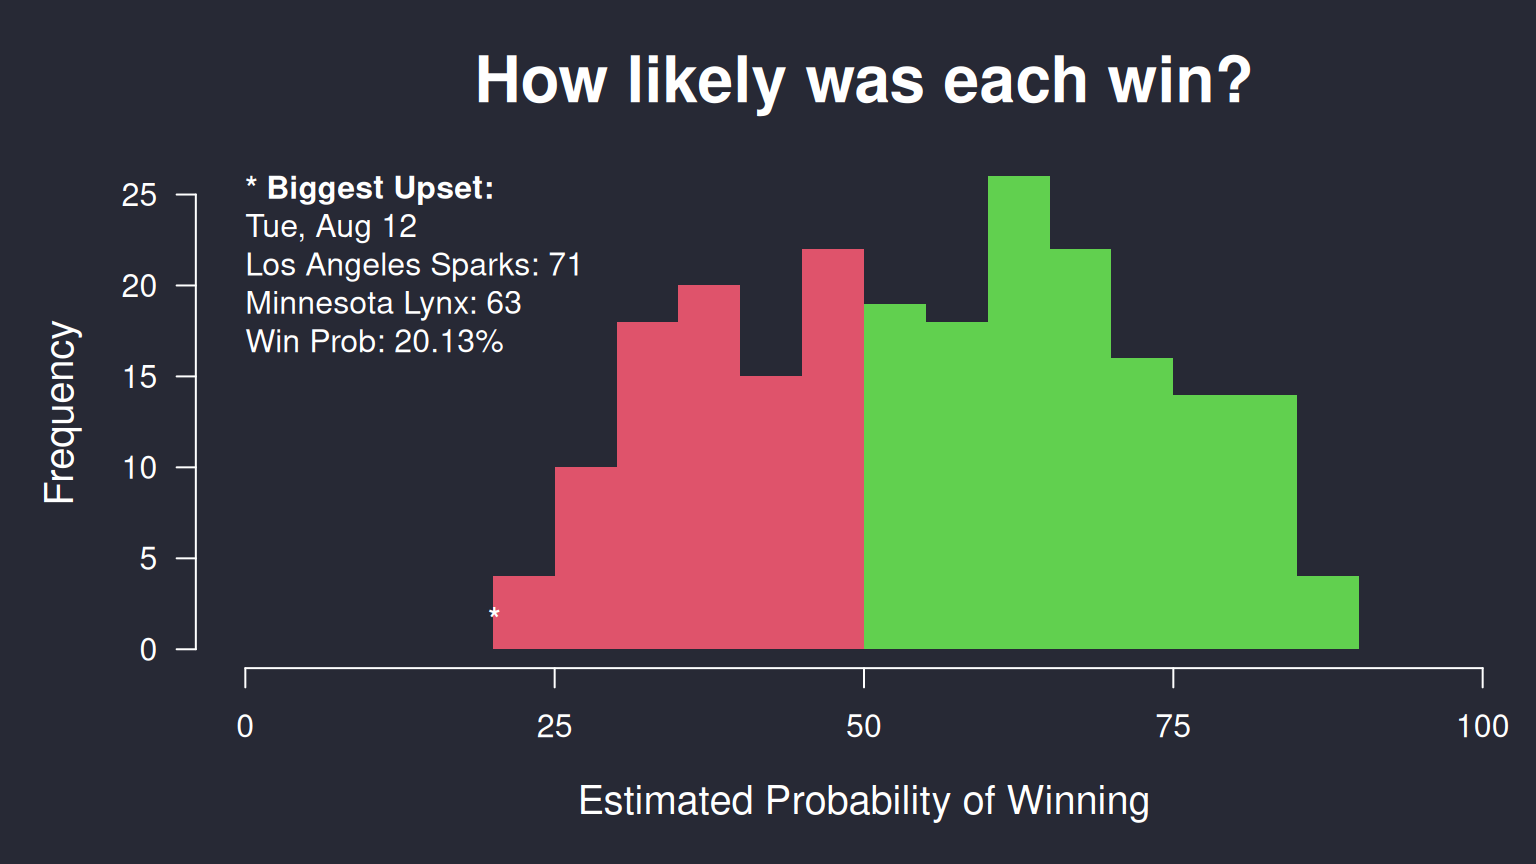 How likely was each win?
* Biggest Upset:
Tue, Aug 12
Los Angeles Sparks: 71
Minnesota Lynx: 63
Win Prob: 20.13%
Frequency
25
20
15
10
5
0
*
0 25 50 75 100
Estimated Probability of Winning